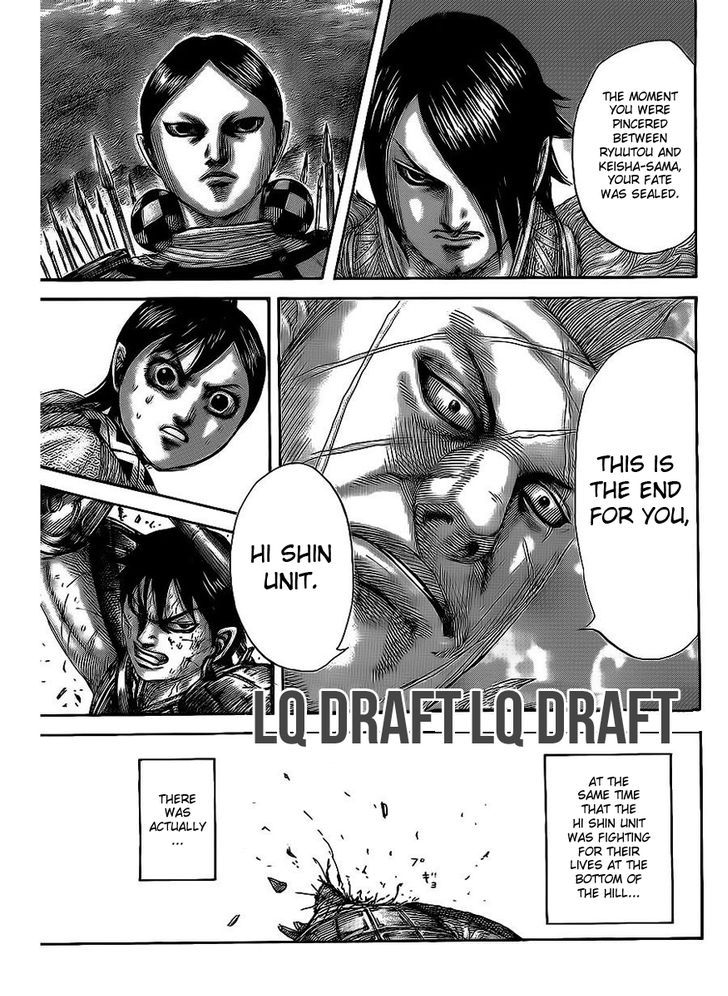 THE MOMENT
YOU WERE
PINCERED
BETWEEN
RYUUTOU AND
KEISHA-SAMA,
YOUR FATE
WAS SEALED.
THIS IS
THE END
FOR YOU,
HI SHIN
UNIT.
LQ DRAFT LQ DRAFT
AT THE
SAME TIME
THAT THE
HI SHIN UNIT
WAS FIGHTING
FOR THEIR
LIVES AT THE
BOTTOM OF
THE HILL...
THERE
WAS
ACTUALLY
...